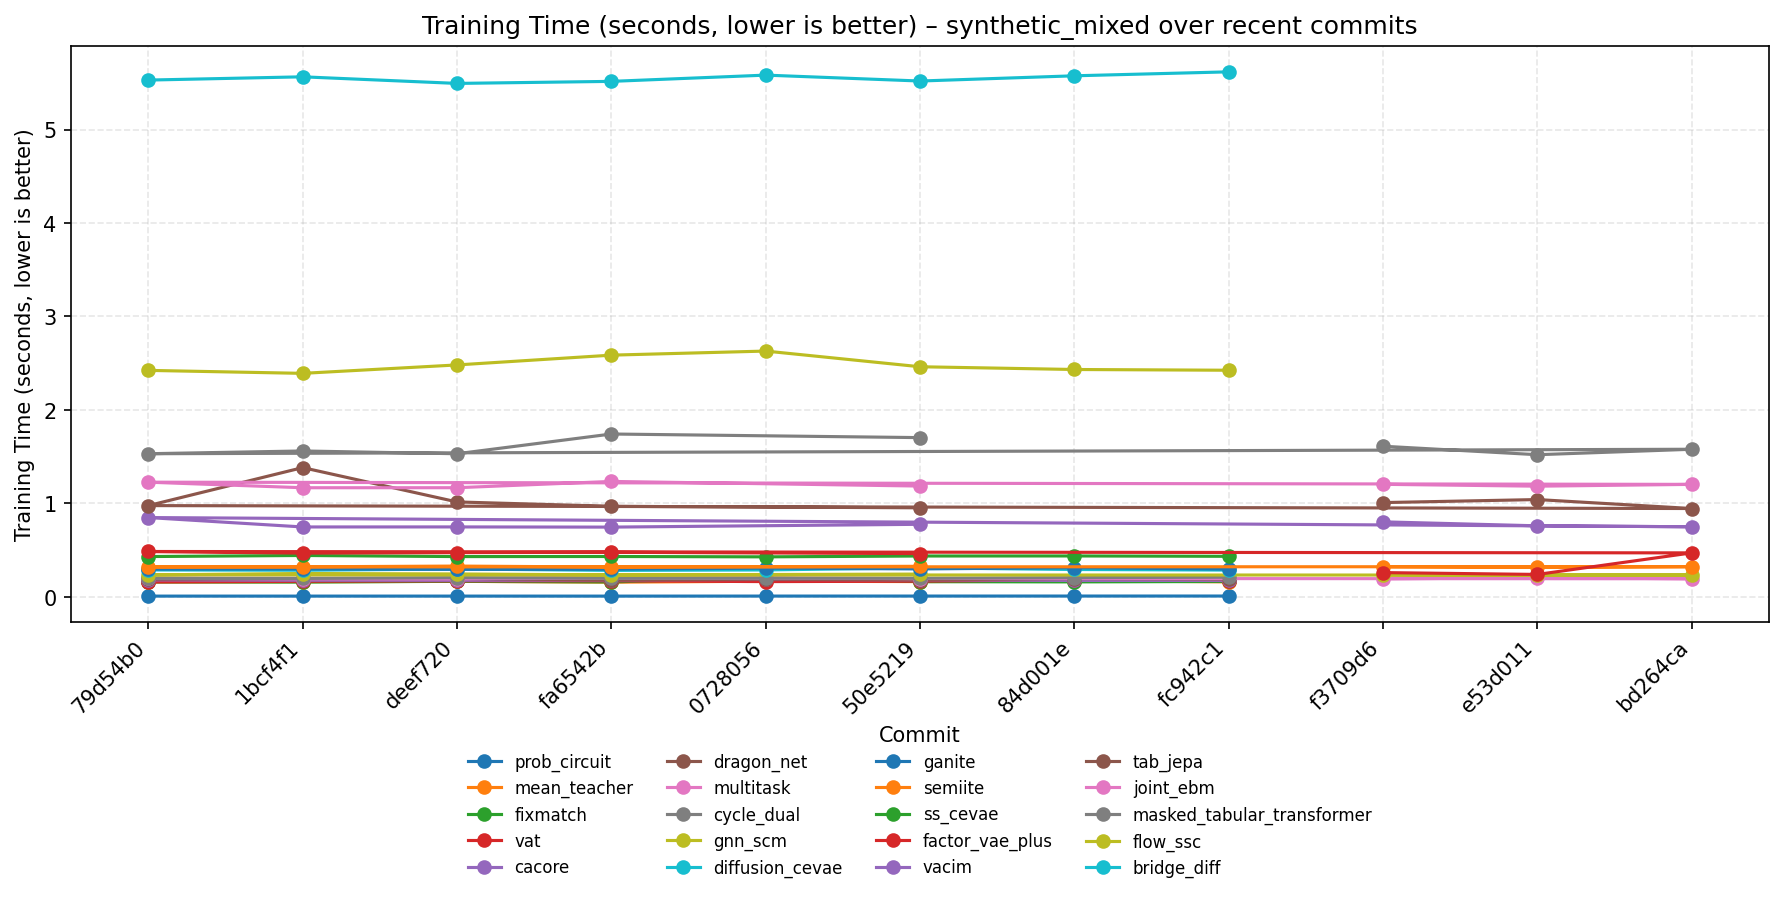 Training Time (seconds, lower is better) – synthetic_mixed over recent commits
Training Time (seconds, lower is better)
5
4
3
2
1
0
79d54b0
1bcf4f1
deef720
fa6542b
0728056
50e5219
84d001e
fc942c1
f3709d6
e53d011
bd264ca
Commit
prob_circuit
mean_teacher
fixmatch
vat
cacore
dragon_net
multitask
cycle_dual
gnn_scm
diffusion_cevae
ganite
semiite
ss_cevae
factor_vae_plus
vacim
tab_jepa
joint_ebm
masked_tabular_transformer
flow_ssc
bridge_diff